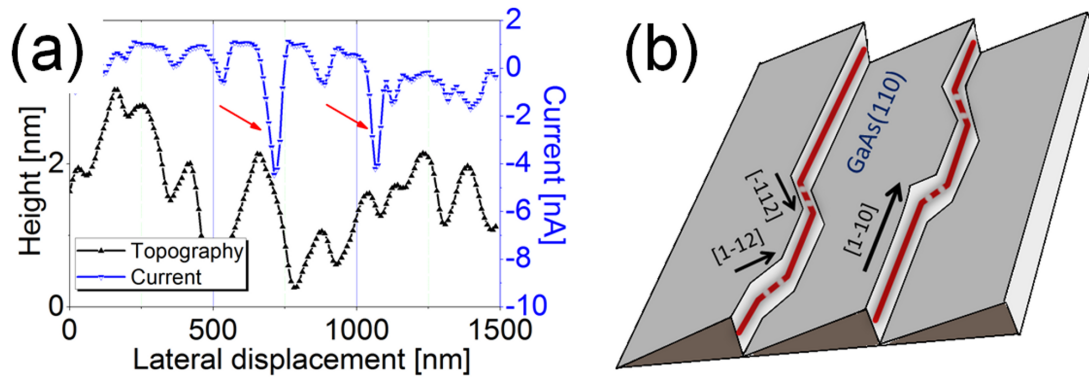 (a)
Height [nm]
2
0
Topography
Current
0
500
1000
1500
Lateral displacement [nm]
2
0
-2
-4
-6
-8
-10
Current [nA]
(b)
GaAs(110)
[-112]
[1-12]
[1-10]